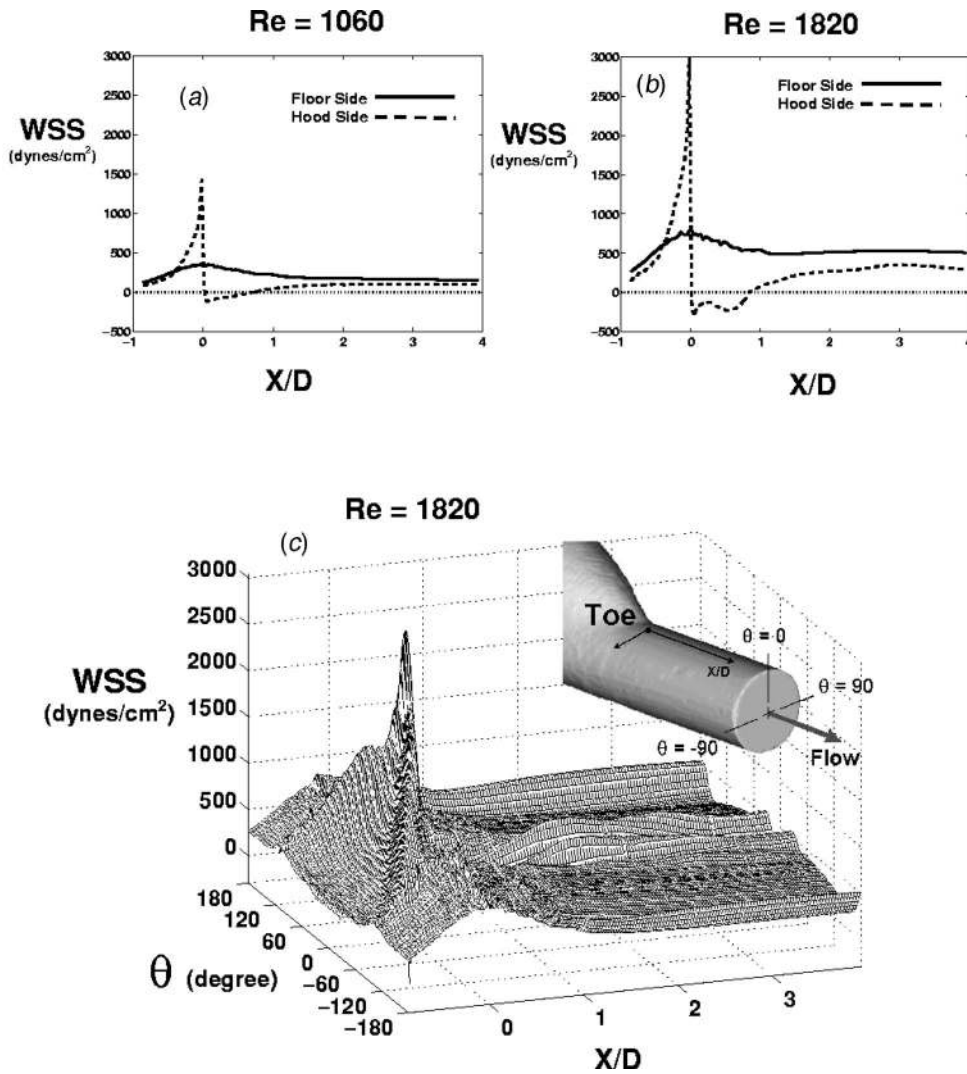 Re = 1060
Re = 1820
(a)
(b)
Floor Side
Hood Side
Floor Side
Hood Side
WSS
(dynes/cm²)
WSS
(dynes/cm²)
3000
2500
2000
1500
1000
500
0
−500
3000
2500
2000
1500
1000
500
0
−500
−1 0 1 2 3 4
−1 0 1 2 3 4
X/D
X/D
Re = 1820
(c)
WSS
(dynes/cm²)
3000
2500
2000
1500
1000
500
0
Toe
X/D
θ = 0
θ = 90
θ = -90
Flow
180
120
60
0
−60
−120
−180
θ (degree)
0 1 2 3
X/D